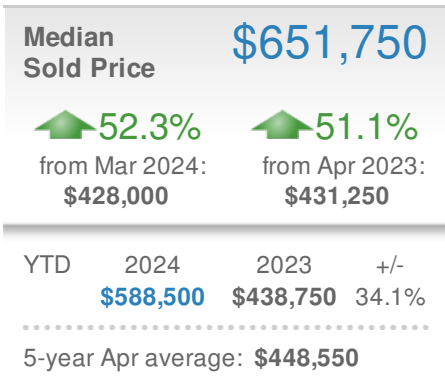 Median $651,750
Sold Price
52.3% 51.1%
from Mar 2024: from Apr 2023:
$428,000 $431,250
YTD 2024 2023 +/-
$588,500 $438,750 34.1%
5-year Apr average: $448,550